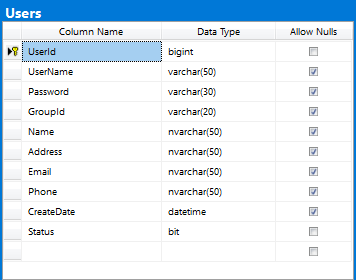 Users
Column Name Data Type Allow Nulls
UserId bigint
UserName varchar(50)
Password varchar(30)
GroupId varchar(20)
Name nvarchar(50)
Address nvarchar(50)
Email nvarchar(50)
Phone nvarchar(50)
CreateDate datetime
Status bit